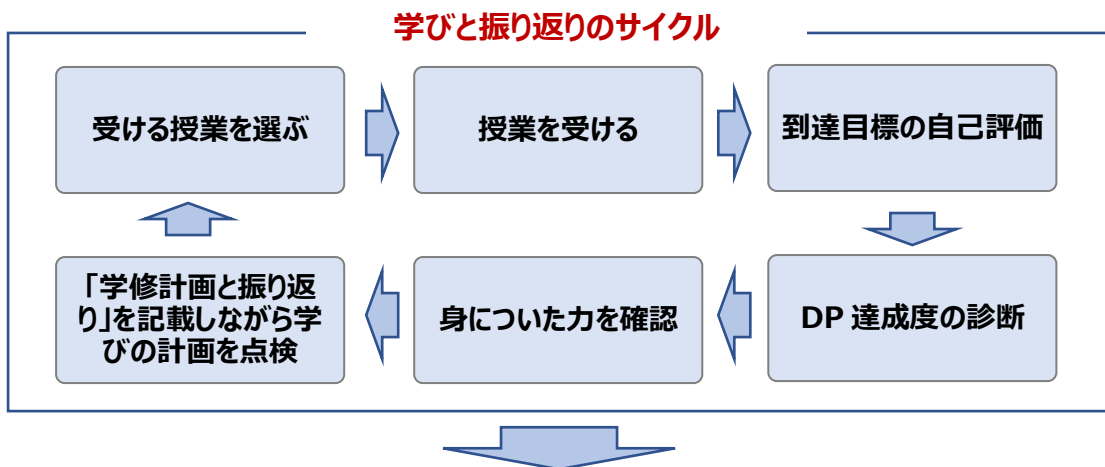 学びと振り返りのサイクル
受ける授業を選ぶ
授業を受ける
到達目標の自己評価
DP 達成度の診断
身についた力を確認
「学修計画と振り返
り」を記載しながら学
びの計画を点検